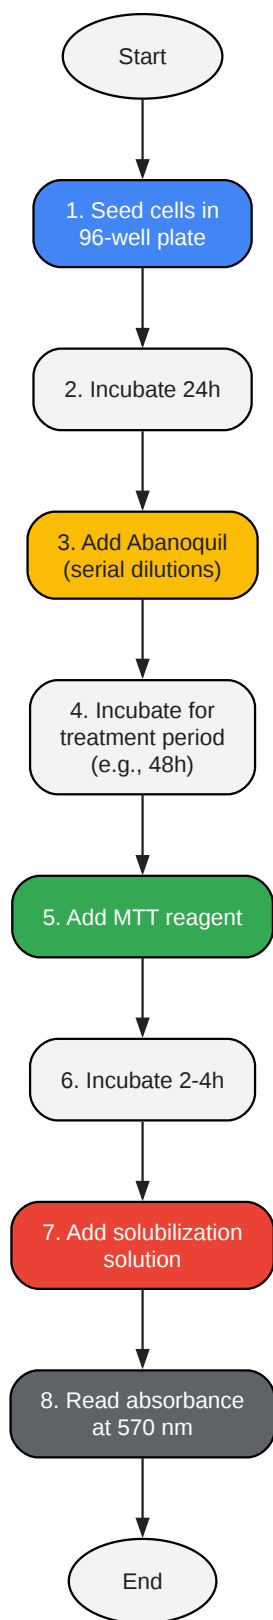 Start
1. Seed cells in
96-well plate
2. Incubate 24h
3. Add Abanoquil
(serial dilutions)
4. Incubate for
treatment period
(e.g., 48h)
5. Add MTT reagent
6. Incubate 2-4h
7. Add solubilization
solution
8. Read absorbance
at 570 nm
End